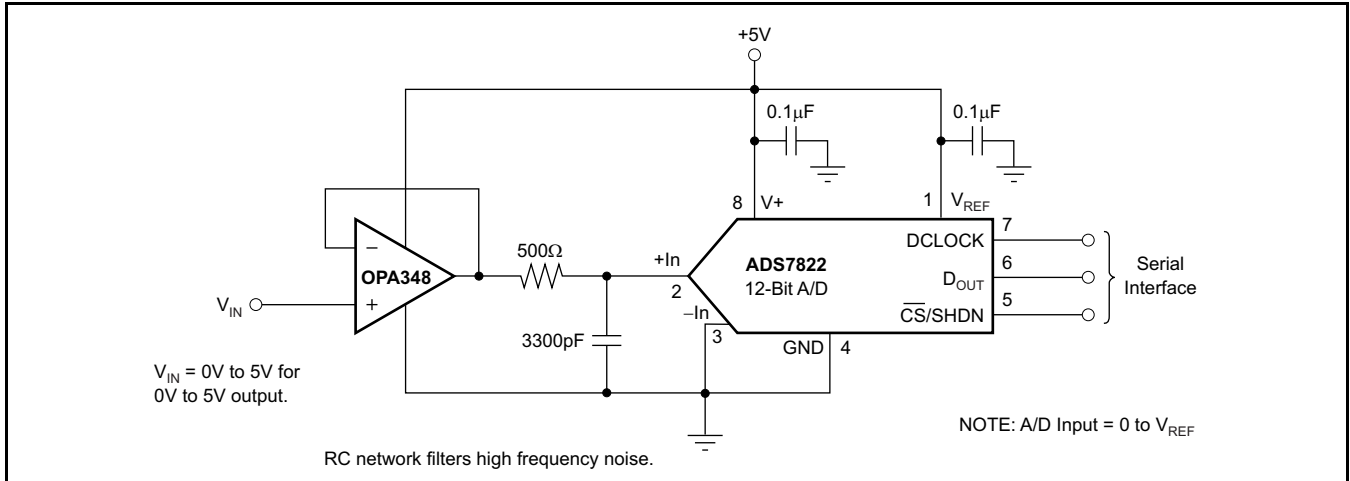 +5V
0.1μF
0.1μF
8 V+
1 V_REF
7
DCLOCK
500Ω
−
OPA348
+In
2
ADS7822
12-Bit A/D
6
D_OUT
Serial
Interface
V_IN
+
−In
3
5
C̅S̅/SHDN
3300pF
GND
4
V_IN = 0V to 5V for
0V to 5V output.
NOTE: A/D Input = 0 to V_REF
RC network filters high frequency noise.